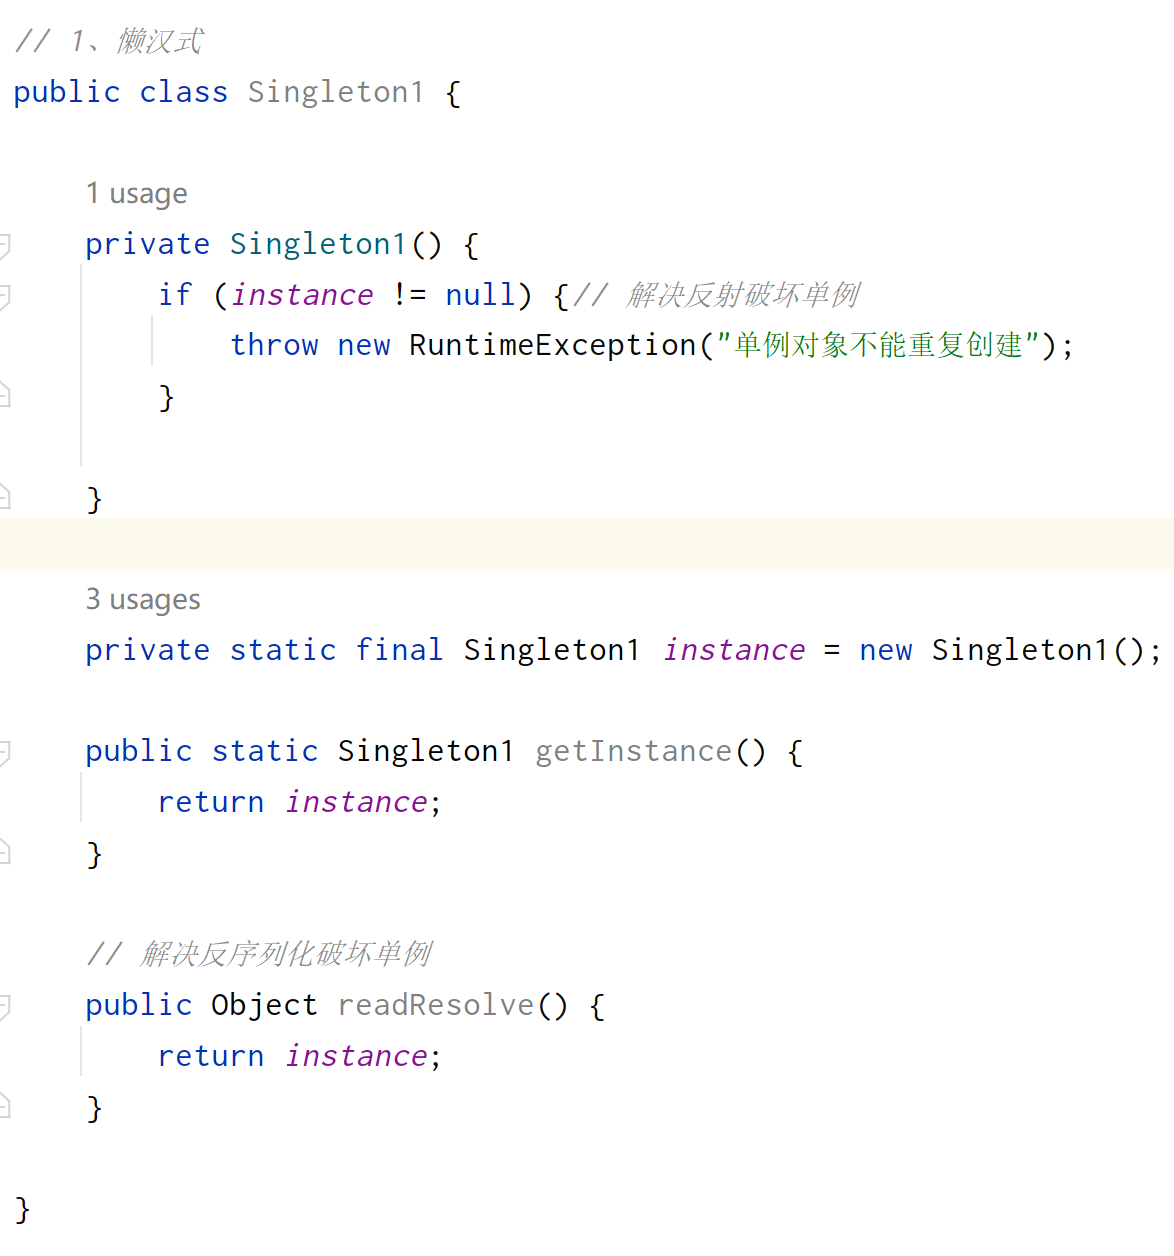 // 1、懒汉式
public class Singleton1 {
1 usage
private Singleton1() {
if (instance != null) {// 解决反射破坏单例
throw new RuntimeException("单例对象不能重复创建");
}
}
3 usages
private static final Singleton1 instance = new Singleton1();
public static Singleton1 getInstance() {
return instance;
}
// 解决反序列化破坏单例
public Object readResolve() {
return instance;
}
}